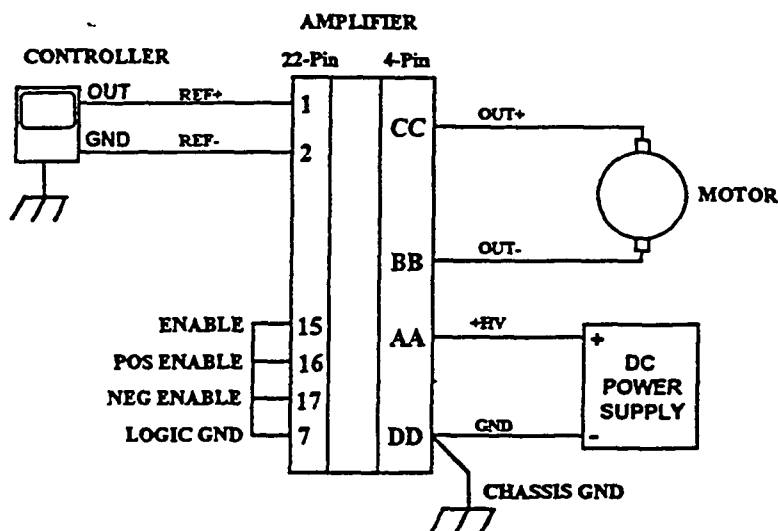 AMPLIFIER
CONTROLLER
22-Pin
4-Pin
OUT
REF+
1
GND
REF-
2
CC
OUT+
MOTOR
BB
OUT-
ENABLE
15
AA
+HV
+
POS ENABLE
16
DC
POWER
SUPPLY
NEG ENABLE
17
LOGIC GND
7
DD
GND
-
CHASSIS GND